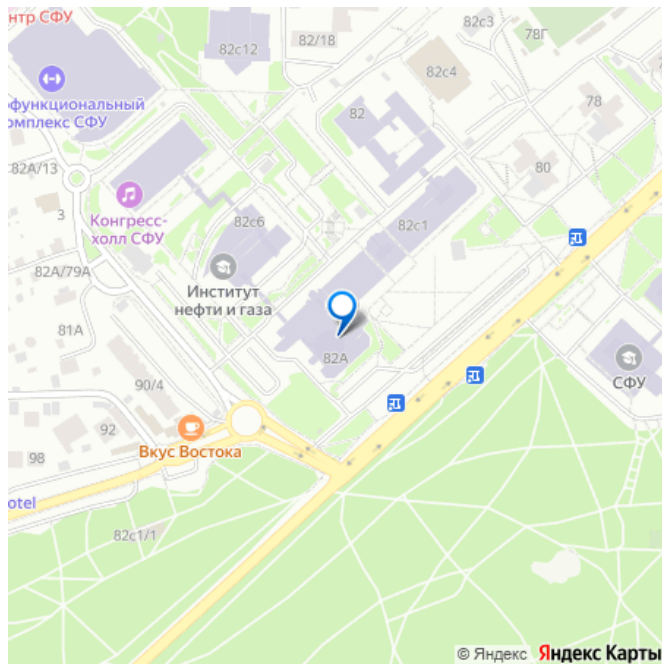 нтр СФУ
82с12
82/18
82с3
78Г
офункциональный
омплекс СФУ
82с4
78
82
82А/13
80
3
Конгресс-
холл СФУ
82с6
82с1
82А/79А
Институт
нефти и газа
81А
82А
СФУ
90/4
92
Вкус Востока
98
otel
82с1/1
© Яндекс Яндекс Карты